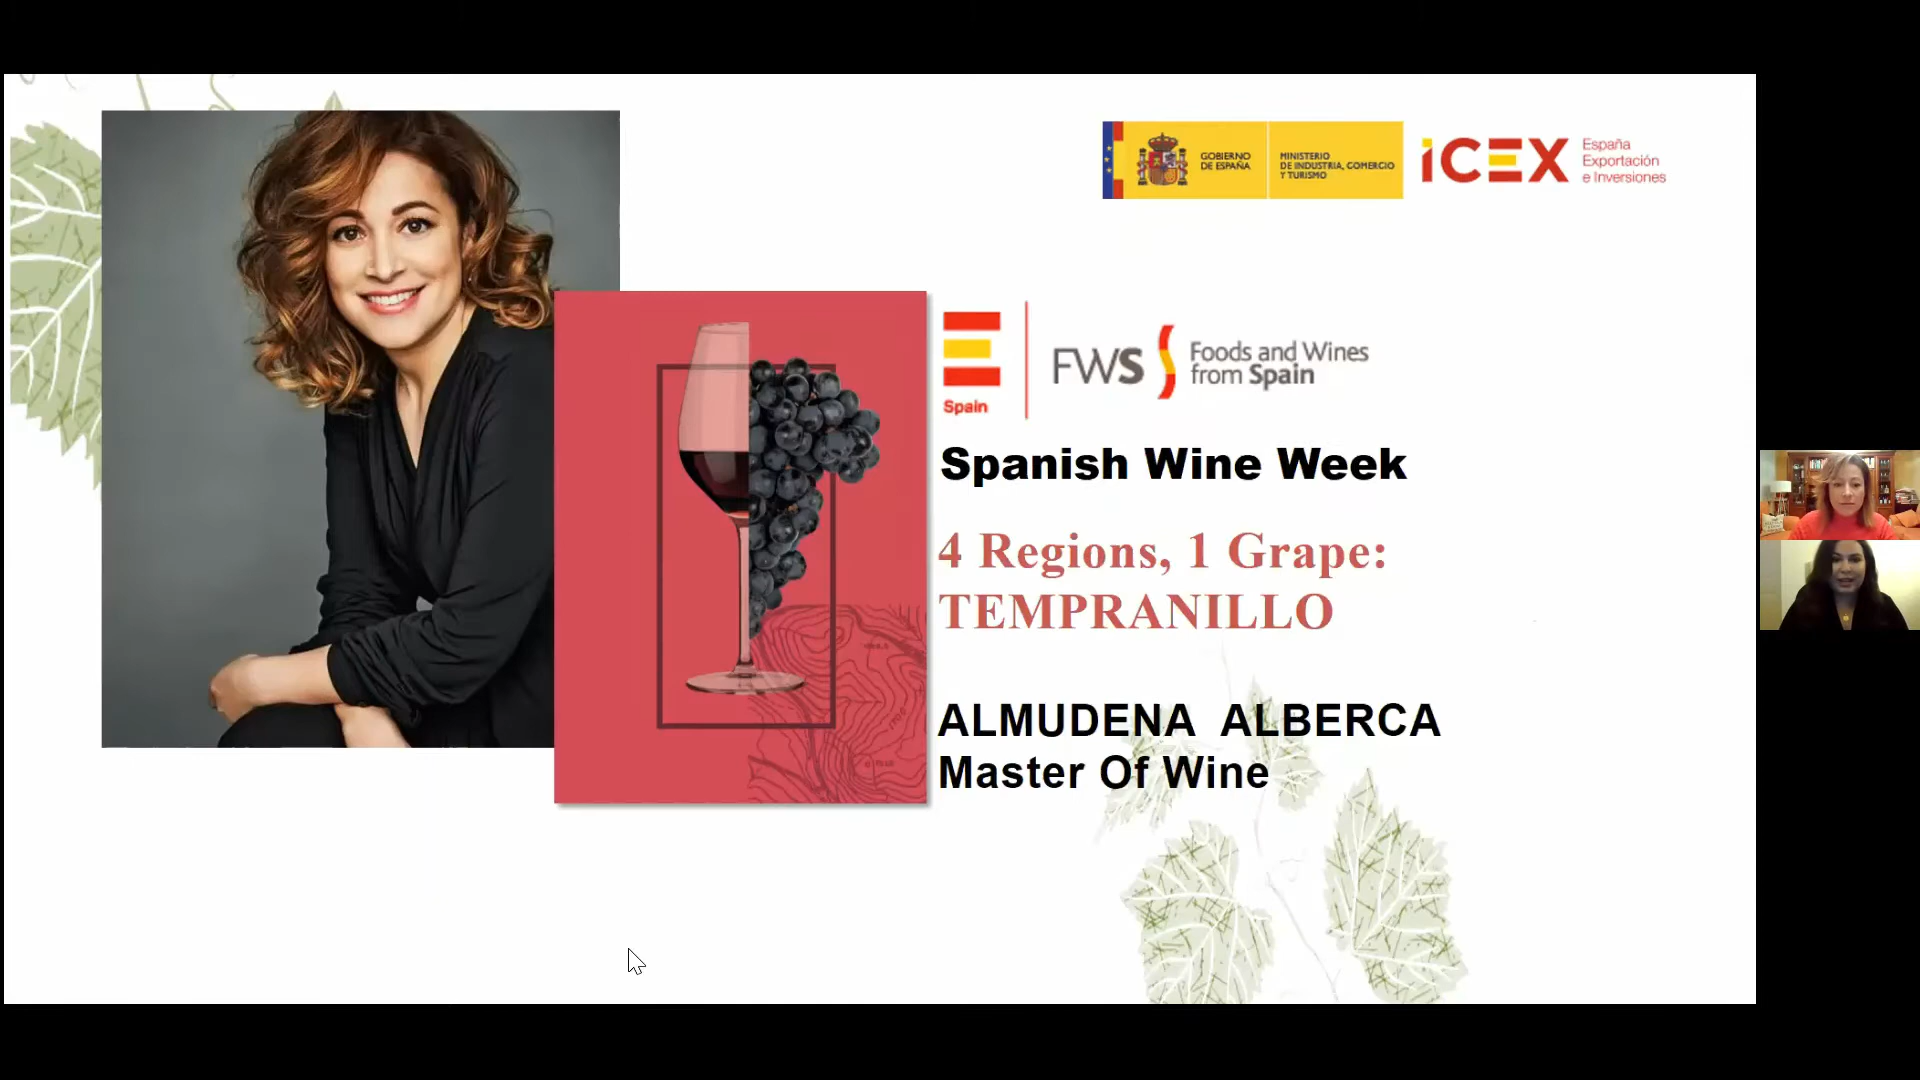 GOBIERNO
DE ESPAÑA
MINISTERIO
DE INDUSTRIA, COMERCIO
Y TURISMO
iCEX
España
Exportación
e Inversiones
Spain
FWS
Foods and Wines
from Spain
Spanish Wine Week
4 Regions, 1 Grape:
TEMPRANILLO
ALMUDENA ALBERCA
Master Of Wine